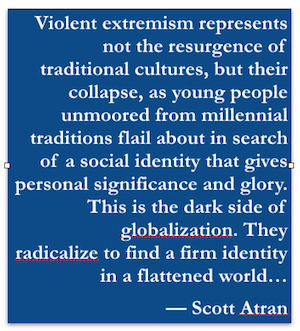 Violent extremism represents
not the resurgence of
traditional cultures, but their
collapse, as young people
unmoored from millennial
traditions flail about in search
of a social identity that gives
personal significance and glory.
This is the dark side of
globalization. They
radicalize to find a firm identity
in a flattened world…
— Scott Atran